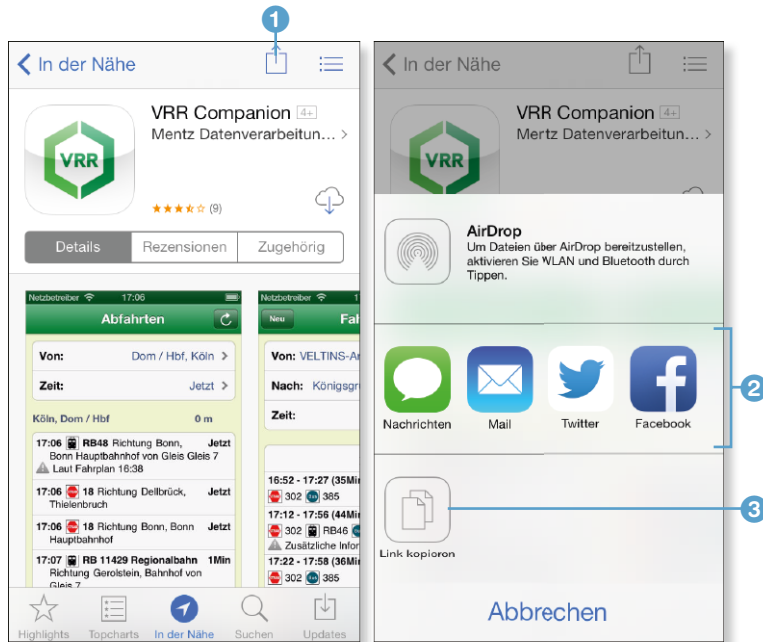 1
In der Nähe
VRR Companion 4+
Mentz Datenverarbeitun... >
VRR
(9)
Details Rezensionen Zugehörig
Netzbetreiber 17:06
Abfahrten
Von: Dom / Hbf, Köln >
Zeit: Jetzt >
Köln, Dom / Hbf 0 m
17:06 RB48 Richtung Bonn, Jetzt
Bonn Hauptbahnhof von Gleis Gleis 7
Laut Fahrplan 16:38
17:06 18 Richtung Dellbrück, Jetzt
Thielenbruch
17:06 18 Richtung Bonn, Bonn Jetzt
Hauptbahnhof
17:07 RB 11429 Regionalbahn 1Min
Richtung Gerolstein, Bahnhof von
Gleis 7
Netzbetreiber 1
Neu Fah
Von: VELTINS-Ar
Nach: Königsgru
Zeit:
16:52 - 17:27 (35Min
302 385
17:12 - 17:56 (44Min
302 RB46
Zusätzliche Infor
17:22 - 17:58 (36Min
302 385
Highlights Topcharts In der Nähe Suchen Updates
In der Nähe
VRR Companion 4+
Mertz Datenverarbeitun... >
VRR
AirDrop
Um Dateien über AirDrop bereitzustellen,
aktivieren Sie WLAN und Bluetooth durch
Tippen.
Nachrichten Mail Twitter Facebook
2
3
Link kopioron
Abbrechen